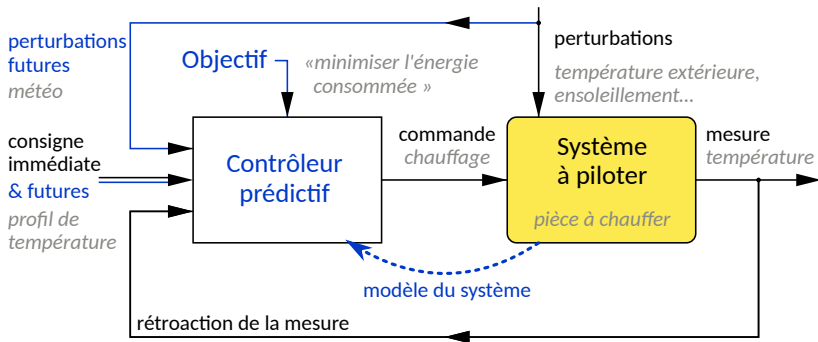 perturbations
futures
météo
Objectif
«minimiser l'énergie
consommée »
perturbations
température extérieure,
ensoleillement...
consigne
immédiate
& futures
profil de
température
Contrôleur
prédictif
commande
chauffage
Système
à piloter
pièce à chauffer
mesure
température
modèle du système
rétroaction de la mesure